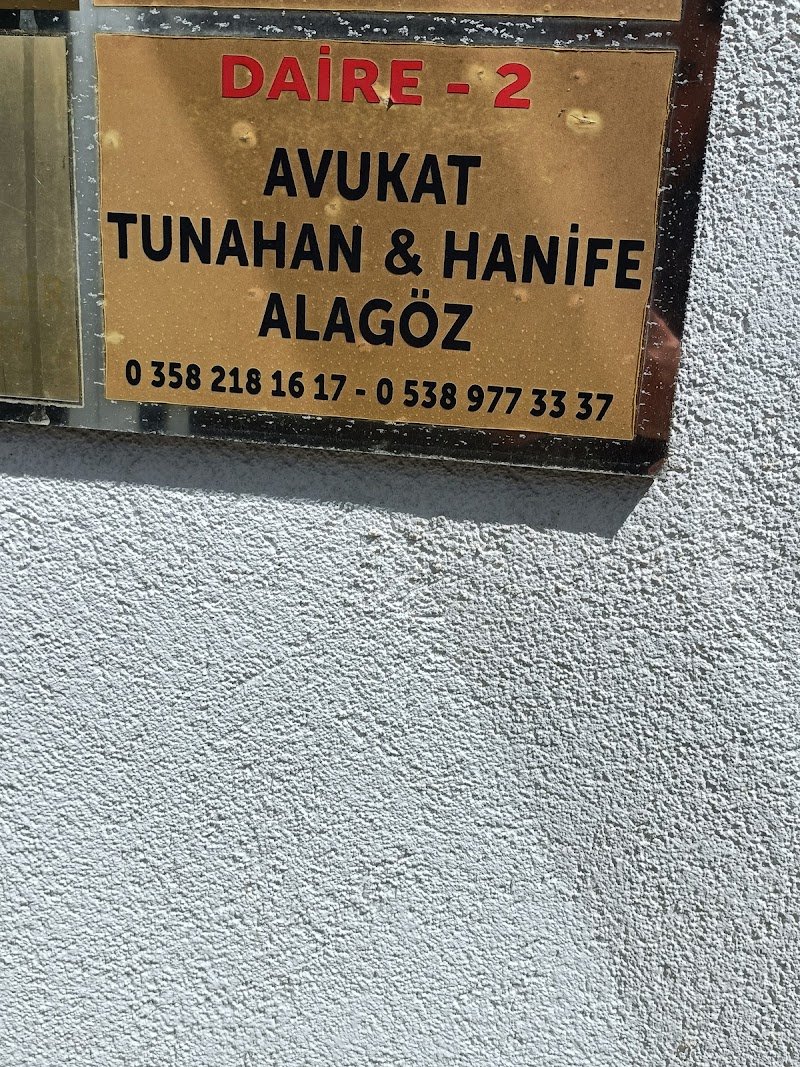 DAİRE - 2
AVUKAT
TUNAHAN & HANİFE
ALAGÖZ
0 358 218 16 17 - 0 538 977 33 37